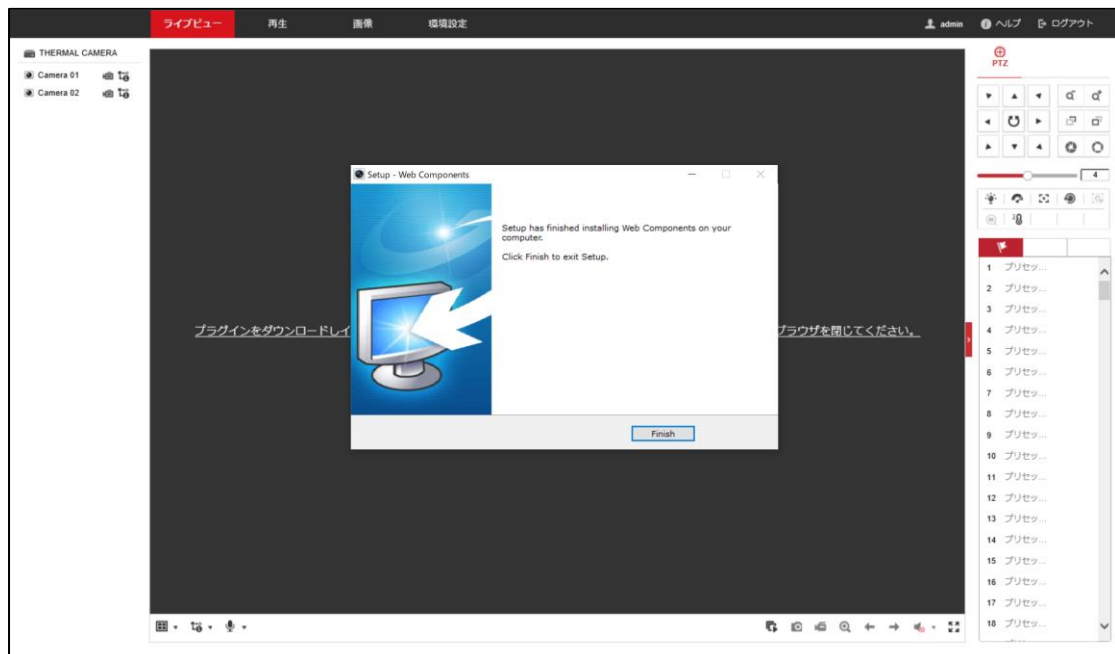 ライブビュー 再生 画像 環境設定 admin ヘルプ ログアウト
THERMAL CAMERA
Camera 01
Camera 02
PTZ
4
Setup - Web Components
Setup has finished installing Web Components on your
computer.
Click Finish to exit Setup.
Finish
プラグインをダウンロードしイ
ブラウザを閉じてください。
1 プリセッ...
2 プリセッ...
3 プリセッ...
4 プリセッ...
5 プリセッ...
6 プリセッ...
7 プリセッ...
8 プリセッ...
9 プリセッ...
10 プリセッ...
11 プリセッ...
12 プリセッ...
13 プリセッ...
14 プリセッ...
15 プリセッ...
16 プリセッ...
17 プリセッ...
18 プリセッ...